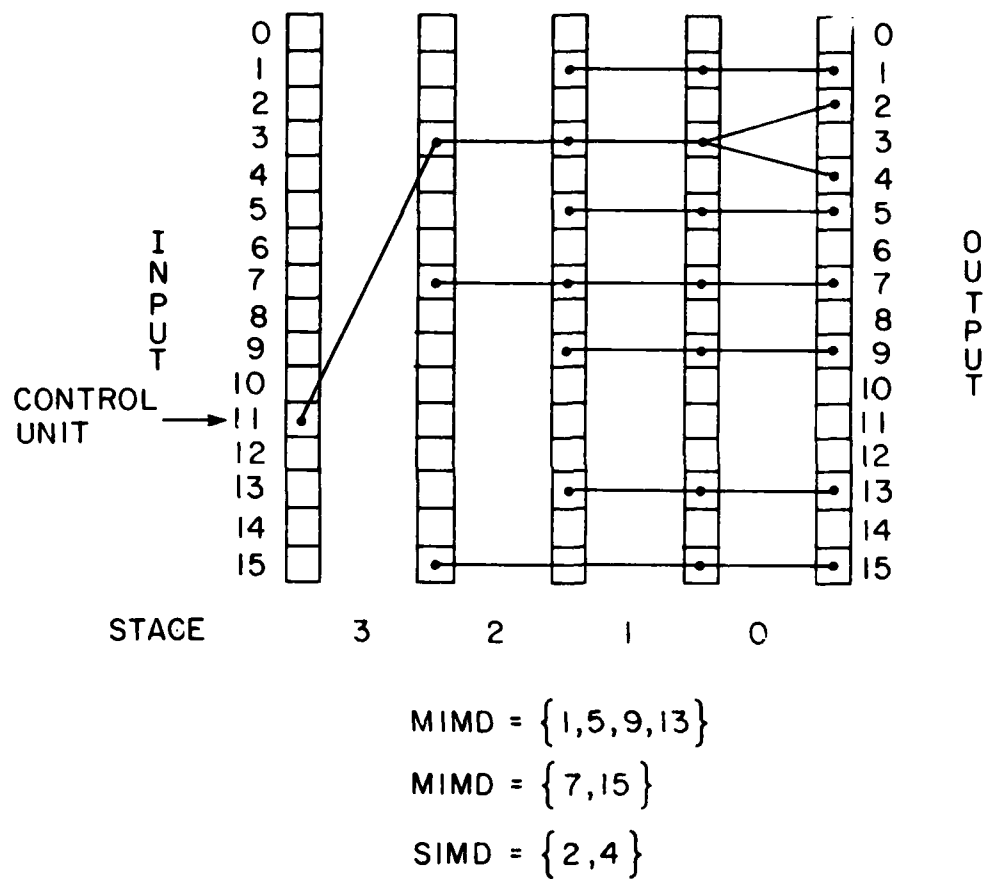 0 0
1 1
2 2
3 3
4 4
5 5
6 6
7 7
8 8
9 9
10 10
11 11
12 12
13 13
14 14
15 15
INPUT
OUTPUT
CONTROL
UNIT
STAGE 3 2 1 0
MIMD = {1,5,9,13}
MIMD = {7,15}
SIMD = {2,4}